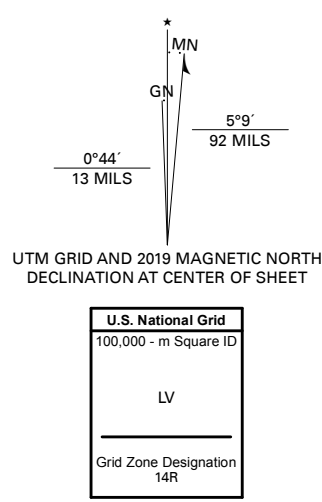 ★
MN
GN
5°9´
92 MILS
0°44´
13 MILS
UTM GRID AND 2019 MAGNETIC NORTH
DECLINATION AT CENTER OF SHEET
U.S. National Grid
100,000 - m Square ID
LV
Grid Zone Designation
14R